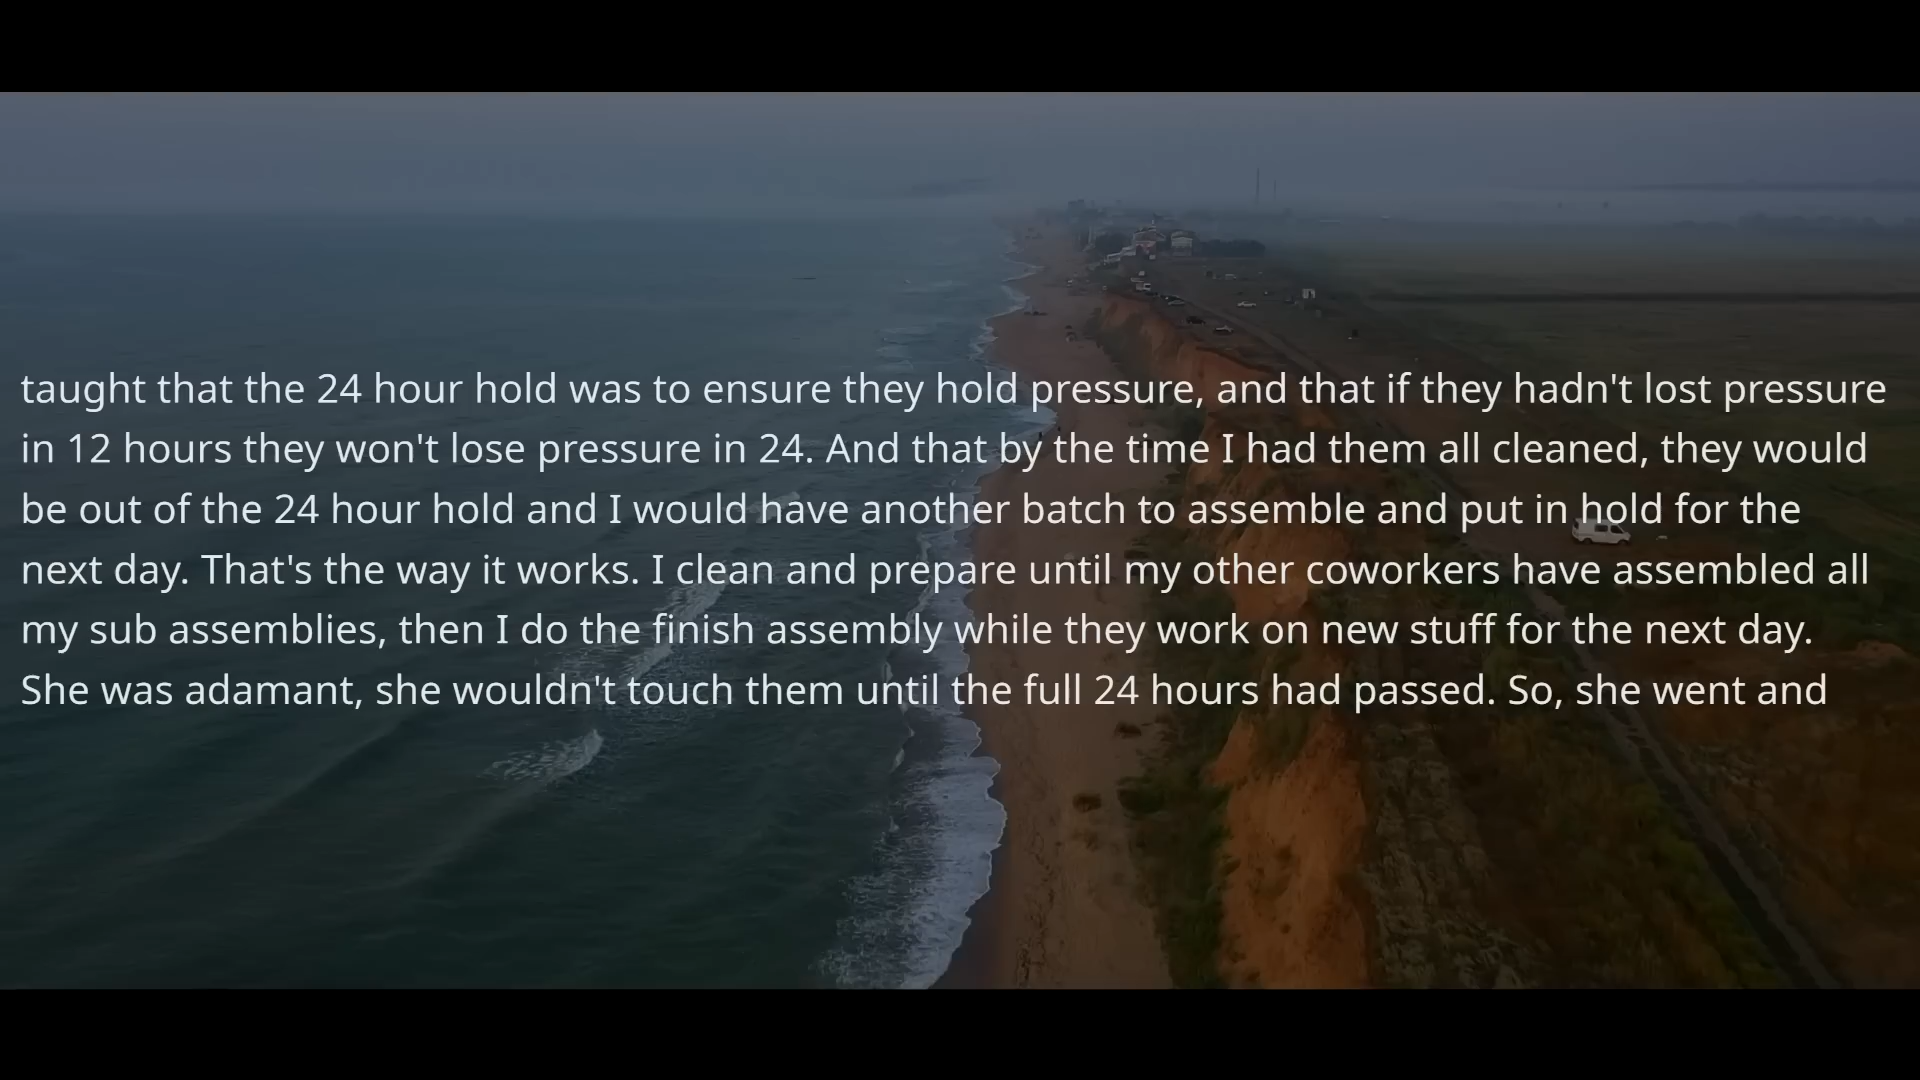 taught that the 24 hour hold was to ensure they hold pressure, and that if they hadn't lost pressure
in 12 hours they won't lose pressure in 24. And that by the time I had them all cleaned, they would
be out of the 24 hour hold and I would have another batch to assemble and put in hold for the
next day. That's the way it works. I clean and prepare until my other coworkers have assembled all
my sub assemblies, then I do the finish assembly while they work on new stuff for the next day.
She was adamant, she wouldn't touch them until the full 24 hours had passed. So, she went and